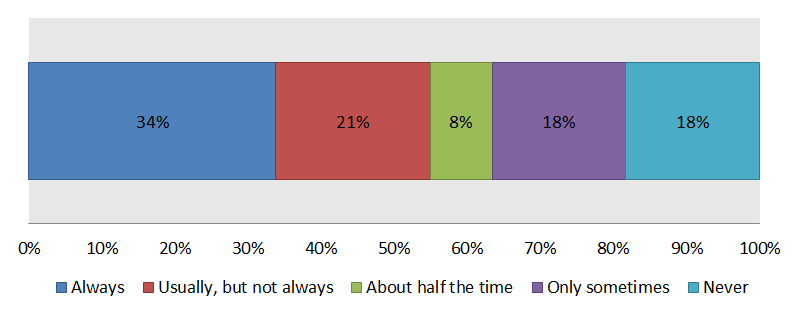 34% 21% 8% 18% 18%
0% 10% 20% 30% 40% 50% 60% 70% 80% 90% 100%
Always Usually, but not always About half the time Only sometimes Never